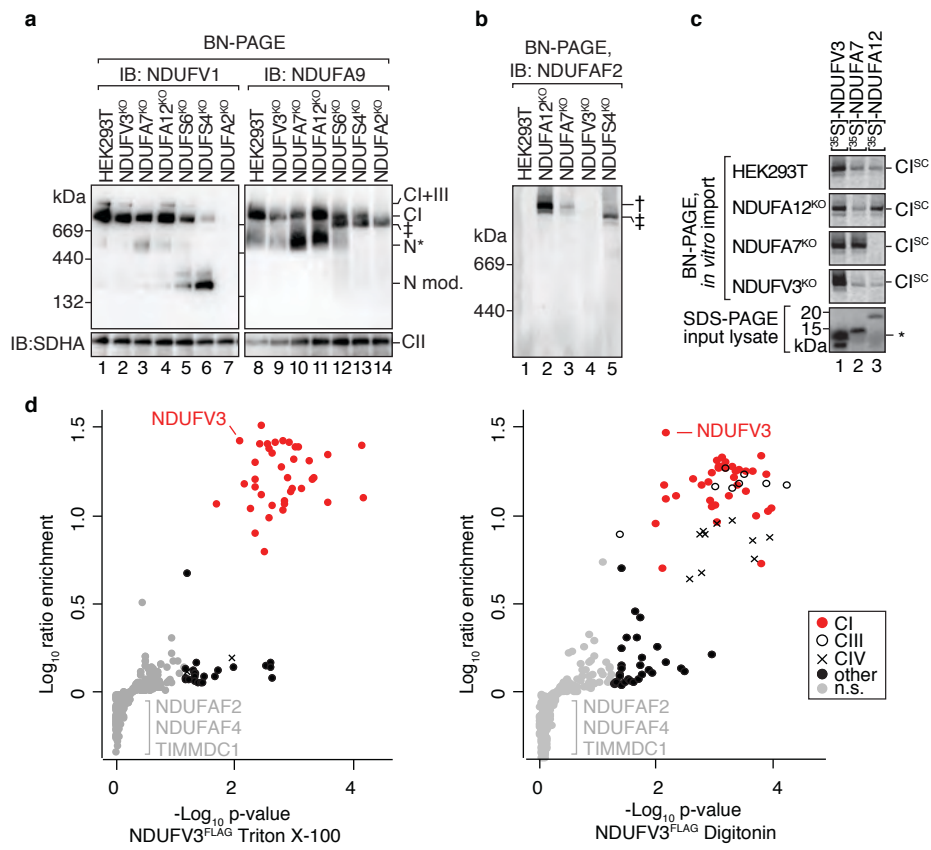 a
BN-PAGE
IB: NDUFV1
IB: NDUFA9
HEK293T
NDUFV3KO
NDUFA7KO
NDUFA12KO
NDUFS6KO
NDUFS4KO
NDUFA2KO
HEK293T
NDUFV3KO
NDUFA7KO
NDUFA12KO
NDUFS6KO
NDUFS4KO
NDUFA2KO
kDa
669
440
132
CI+III
CI
‡
N*
N mod.
IB:SDHA
CII
1 2 3 4 5 6 7 8 9 10 11 12 13 14
b
BN-PAGE,
IB: NDUFAF2
HEK293T
NDUFA12KO
NDUFA7KO
NDUFV3KO
NDUFS4KO
kDa
669
440
†
‡
1 2 3 4 5
c
[35S]-NDUFV3
[35S]-NDUFA7
[35S]-NDUFA12
BN-PAGE,
in vitro import
HEK293T
CISC
NDUFA12KO
CISC
NDUFA7KO
CISC
NDUFV3KO
CISC
SDS-PAGE
input lysate
20
15
kDa
*
1 2 3
d
NDUFV3
1.5
1.0
0.5
0
Log10 ratio enrichment
NDUFAF2
NDUFAF4
TIMMDC1
0 2 4
-Log10 p-value
NDUFV3FLAG Triton X-100
NDUFV3
1.5
1.0
0.5
0
Log10 ratio enrichment
NDUFAF2
NDUFAF4
TIMMDC1
0 2 4
-Log10 p-value
NDUFV3FLAG Digitonin
CI
CIII
CIV
other
n.s.